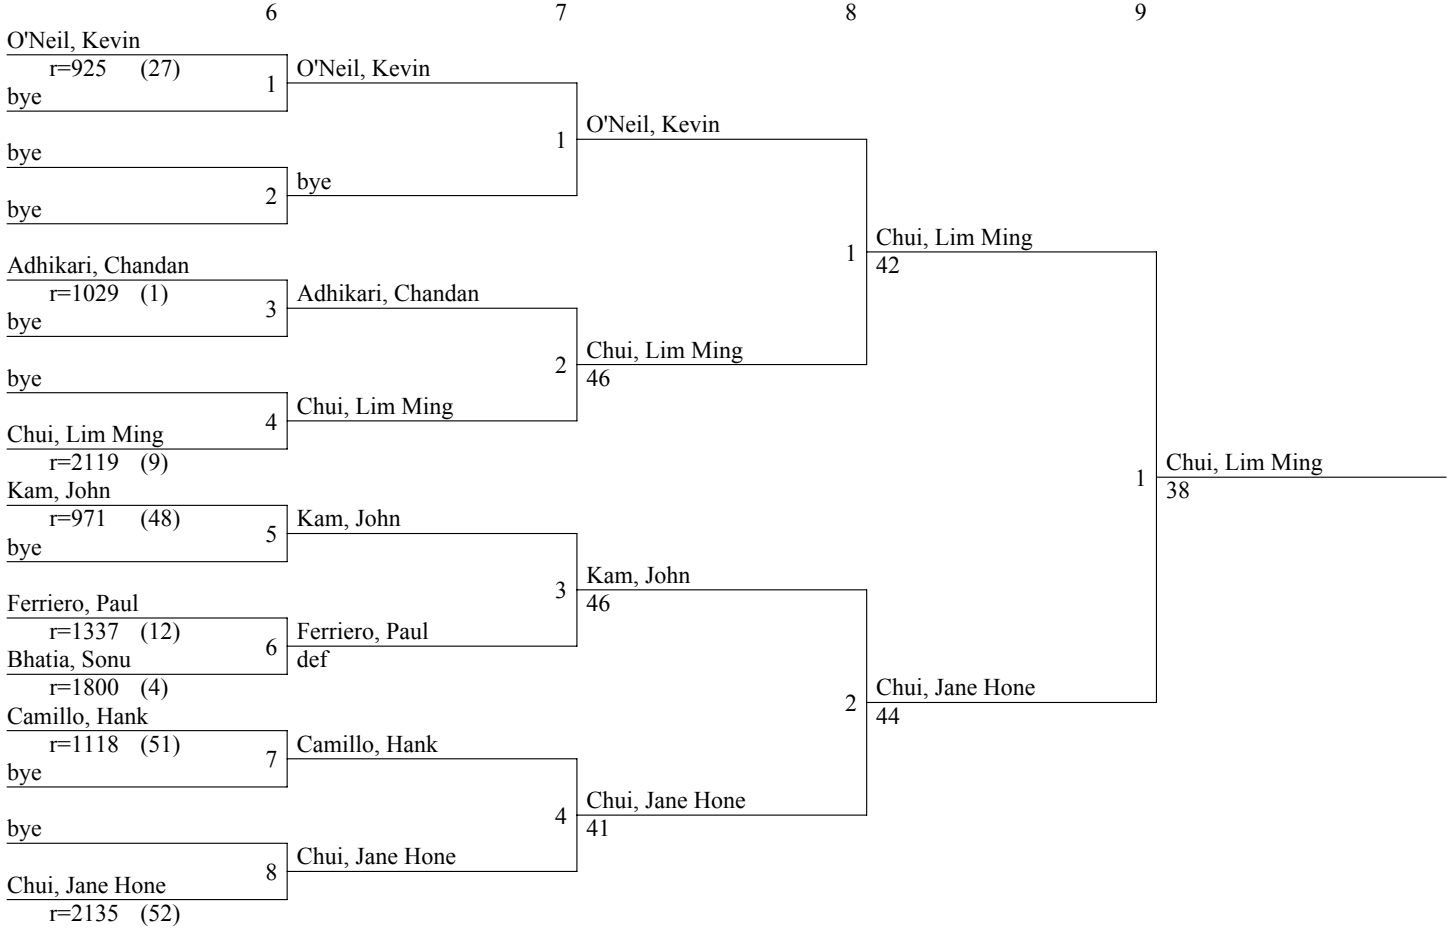 6 7 8 9
O'Neil, Kevin
r=925 (27)
1
O'Neil, Kevin
bye
1
O'Neil, Kevin
bye
2
bye
bye
1
Chui, Lim Ming
42
Adhikari, Chandan
r=1029 (1)
3
Adhikari, Chandan
bye
2
Chui, Lim Ming
46
bye
4
Chui, Lim Ming
Chui, Lim Ming
r=2119 (9)
1
Chui, Lim Ming
38
Kam, John
r=971 (48)
5
Kam, John
bye
3
Kam, John
46
Ferriero, Paul
r=1337 (12)
6
Ferriero, Paul
def
Bhatia, Sonu
r=1800 (4)
2
Chui, Jane Hone
44
Camillo, Hank
r=1118 (51)
7
Camillo, Hank
bye
4
Chui, Jane Hone
41
bye
8
Chui, Jane Hone
Chui, Jane Hone
r=2135 (52)